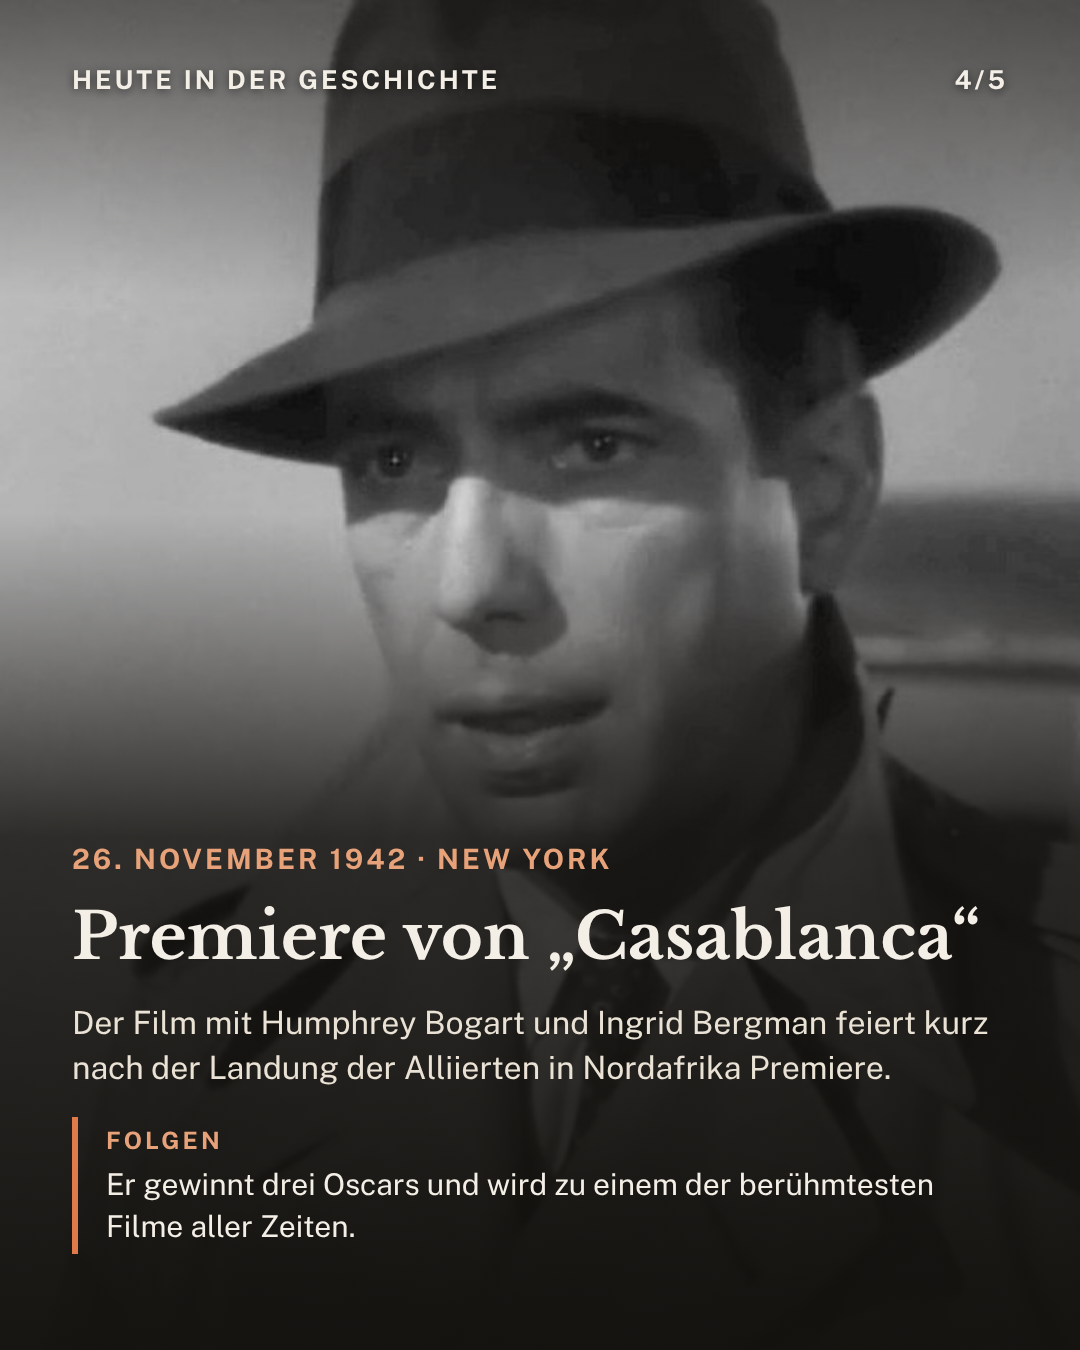 HEUTE IN DER GESCHICHTE
4/5
26. NOVEMBER 1942 · NEW YORK
Premiere von „Casablanca“
Der Film mit Humphrey Bogart und Ingrid Bergman feiert kurz
nach der Landung der Alliierten in Nordafrika Premiere.
FOLGEN
Er gewinnt drei Oscars und wird zu einem der berühmtesten
Filme aller Zeiten.